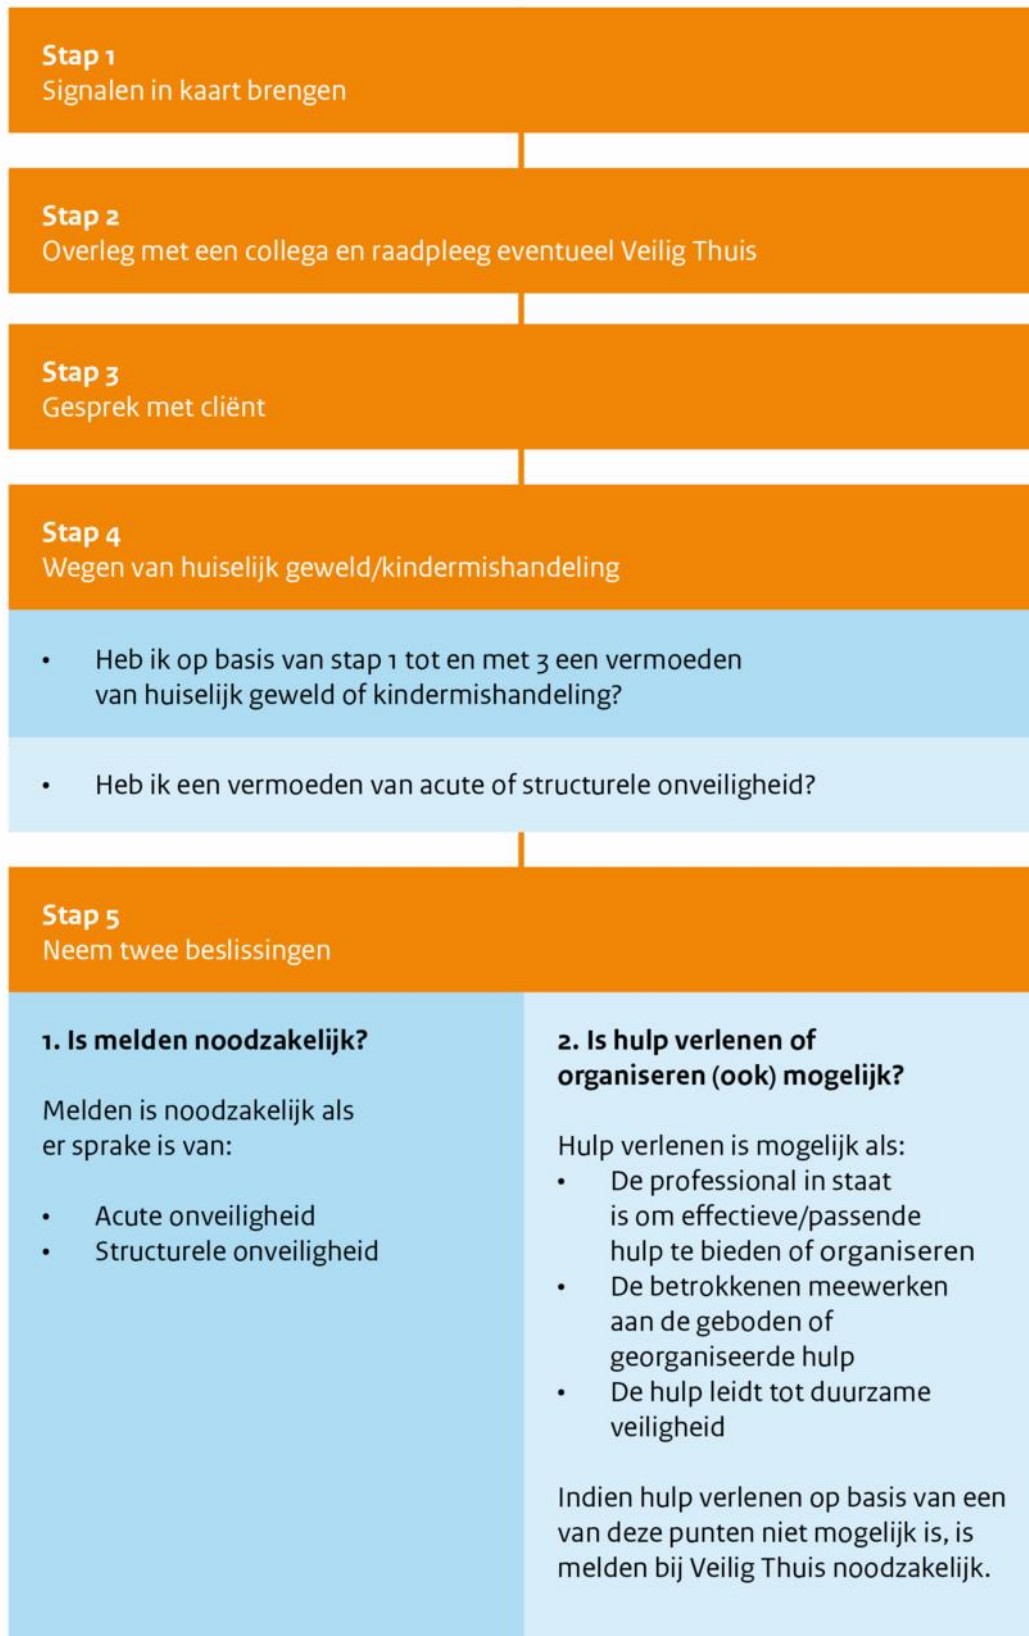 Stap 1
Signalen in kaart brengen
Stap 2
Overleg met een collega en raadpleeg eventueel Veilig Thuis
Stap 3
Gesprek met cliënt
Stap 4
Wegen van huiselijk geweld/kindermishandeling
• Heb ik op basis van stap 1 tot en met 3 een vermoeden
van huiselijk geweld of kindermishandeling?
• Heb ik een vermoeden van acute of structurele onveiligheid?
Stap 5
Neem twee beslissingen
1. Is melden noodzakelijk?
Melden is noodzakelijk als
er sprake is van:
• Acute onveiligheid
• Structurele onveiligheid
2. Is hulp verlenen of
organiseren (ook) mogelijk?
Hulp verlenen is mogelijk als:
• De professional in staat
is om effectieve/passende
hulp te bieden of organiseren
• De betrokkenen meewerken
aan de geboden of
georganiseerde hulp
• De hulp leidt tot duurzame
veiligheid
Indien hulp verlenen op basis van een
van deze punten niet mogelijk is, is
melden bij Veilig Thuis noodzakelijk.